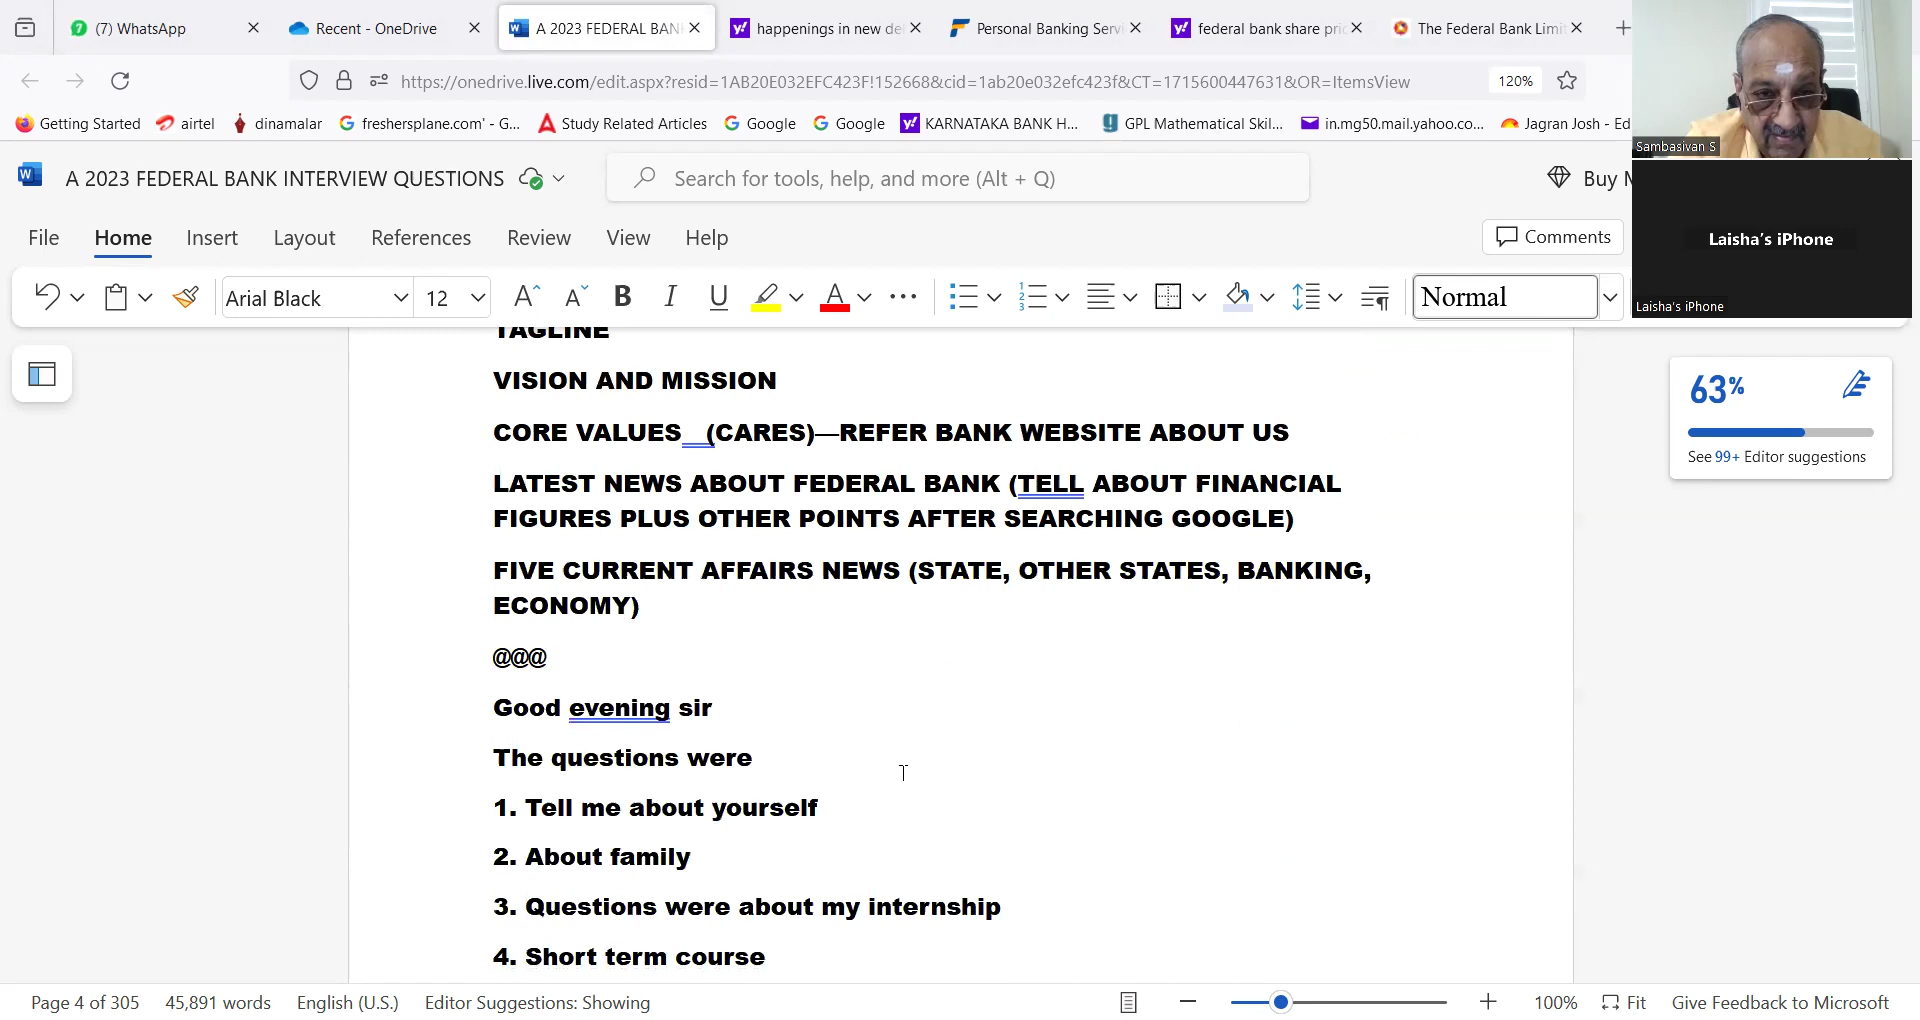 (7) WhatsApp
Recent - OneDrive
A 2023 FEDERAL BAN
happenings in new de
Personal Banking Servi
federal bank share pric
The Federal Bank Limit
https://onedrive.live.com/edit.aspx?resid=1AB20E032EFC423F!152668&cid=1ab20e032efc423f&CT=1715600447631&OR=ItemsView
120%
Getting Started
airtel
dinamalar
freshersplane.com' - G...
Study Related Articles
Google
Google
KARNATAKA BANK H...
GPL Mathematical Skil...
in.mg50.mail.yahoo.co...
Jagran Josh - Ed
Sambasivan S
A 2023 FEDERAL BANK INTERVIEW QUESTIONS
Search for tools, help, and more (Alt + Q)
Buy M
Laisha's iPhone
Laisha's iPhone
File Home Insert Layout References Review View Help
Comments
Arial Black
12
Normal
TAGLINE
VISION AND MISSION
CORE VALUES (CARES)—REFER BANK WEBSITE ABOUT US
LATEST NEWS ABOUT FEDERAL BANK (TELL ABOUT FINANCIAL
FIGURES PLUS OTHER POINTS AFTER SEARCHING GOOGLE)
FIVE CURRENT AFFAIRS NEWS (STATE, OTHER STATES, BANKING,
ECONOMY)
@@@
Good evening sir
The questions were
1. Tell me about yourself
2. About family
3. Questions were about my internship
4. Short term course
63%
See 99+ Editor suggestions
Page 4 of 305
45,891 words
English (U.S.)
Editor Suggestions: Showing
100%
Fit
Give Feedback to Microsoft